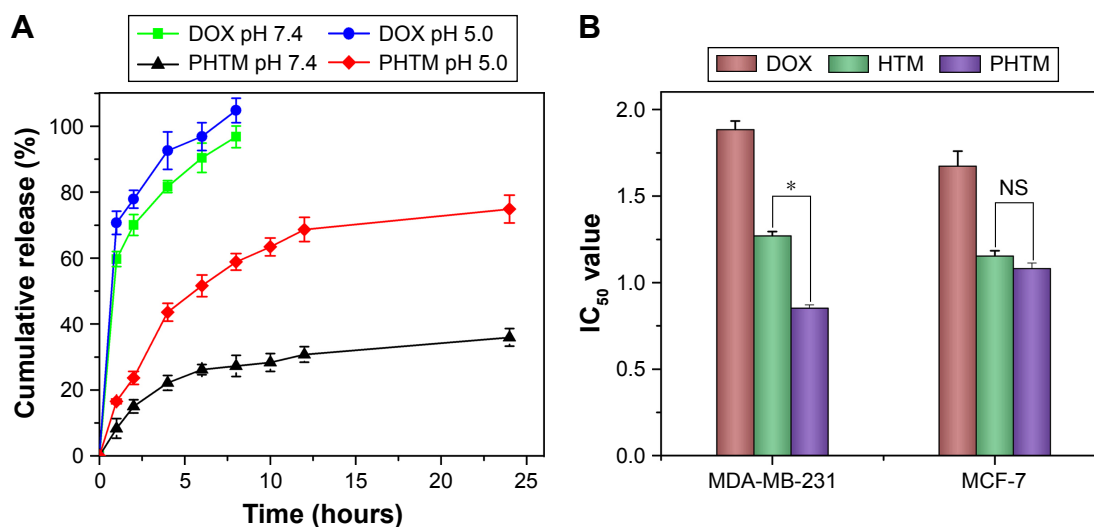 A
DOX pH 7.4
DOX pH 5.0
PHTM pH 7.4
PHTM pH 5.0
Cumulative release (%)
100
80
60
40
20
0
0
5
10
15
20
25
Time (hours)
B
DOX
HTM
PHTM
IC50 value
2.0
1.5
1.0
0.5
0.0
*
NS
MDA-MB-231
MCF-7